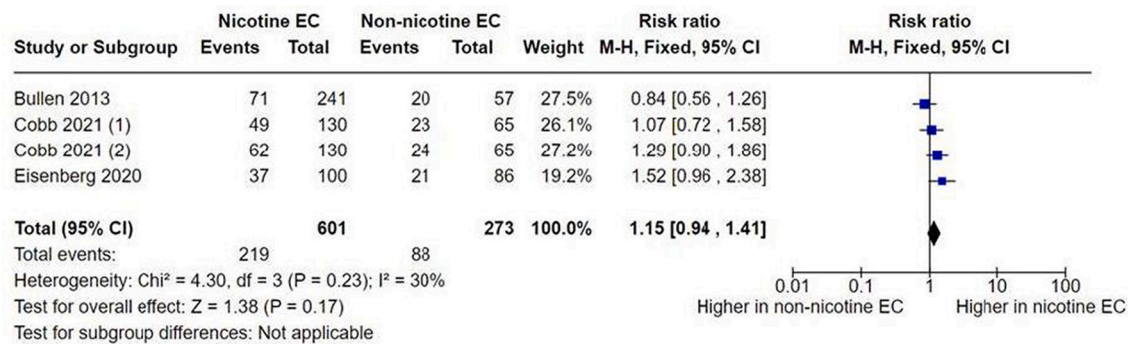 Nicotine EC Non-nicotine EC Risk ratio Risk ratio
Study or Subgroup Events Total Events Total Weight M-H, Fixed, 95% CI M-H, Fixed, 95% CI
Bullen 2013 71 241 20 57 27.5% 0.84 [0.56 , 1.26]
Cobb 2021 (1) 49 130 23 65 26.1% 1.07 [0.72 , 1.58]
Cobb 2021 (2) 62 130 24 65 27.2% 1.29 [0.90 , 1.86]
Eisenberg 2020 37 100 21 86 19.2% 1.52 [0.96 , 2.38]
Total (95% CI) 601 273 100.0% 1.15 [0.94 , 1.41]
Total events: 219 88
Heterogeneity: Chi² = 4.30, df = 3 (P = 0.23); I² = 30%
0.01 0.1 1 10 100
Test for overall effect: Z = 1.38 (P = 0.17) Higher in non-nicotine EC Higher in nicotine EC
Test for subgroup differences: Not applicable